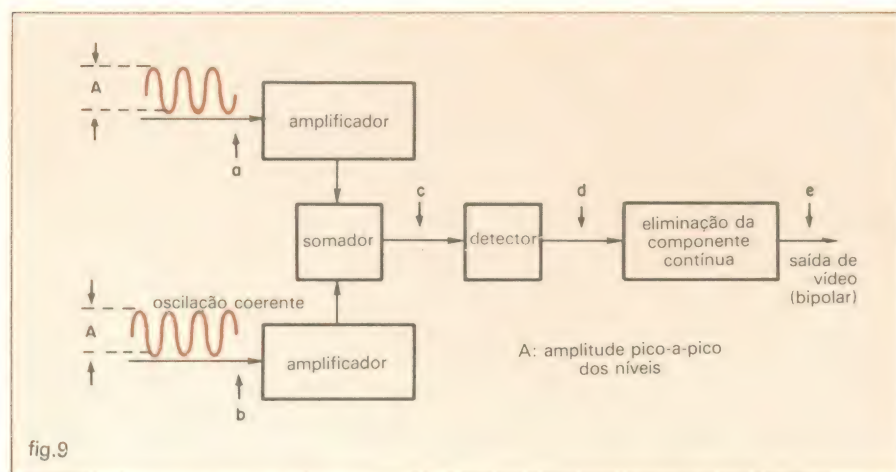 A
a
amplificador
somador
c
detector
d
eliminação da
componente
contínua
e
saída de
vídeo
(bipolar)
oscilação coerente
A
b
amplificador
A: amplitude pico-a-pico
dos níveis
fig.9